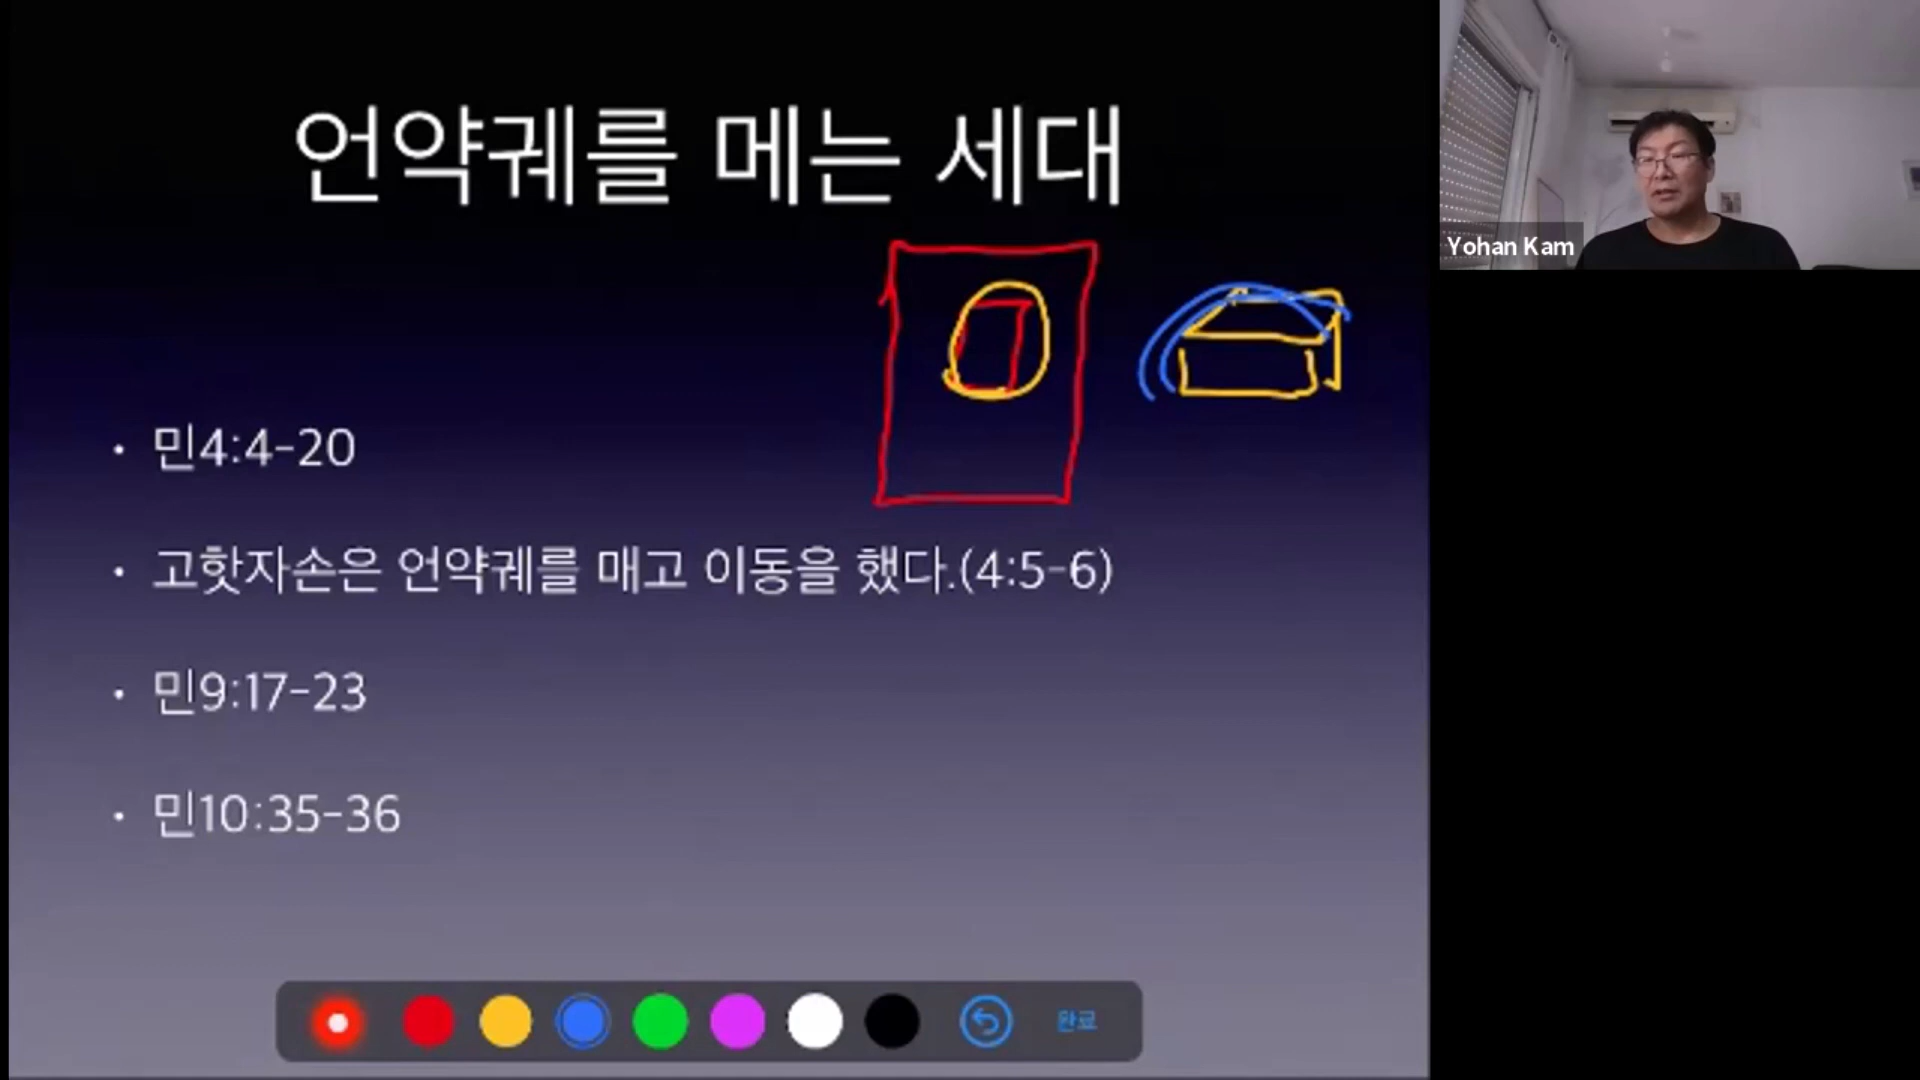 언약궤를 메는 세대
• 민4:4-20
• 고핫자손은 언약궤를 매고 이동을 했다.(4:5-6)
• 민9:17-23
• 민10:35-36
완료
Yohan Kam